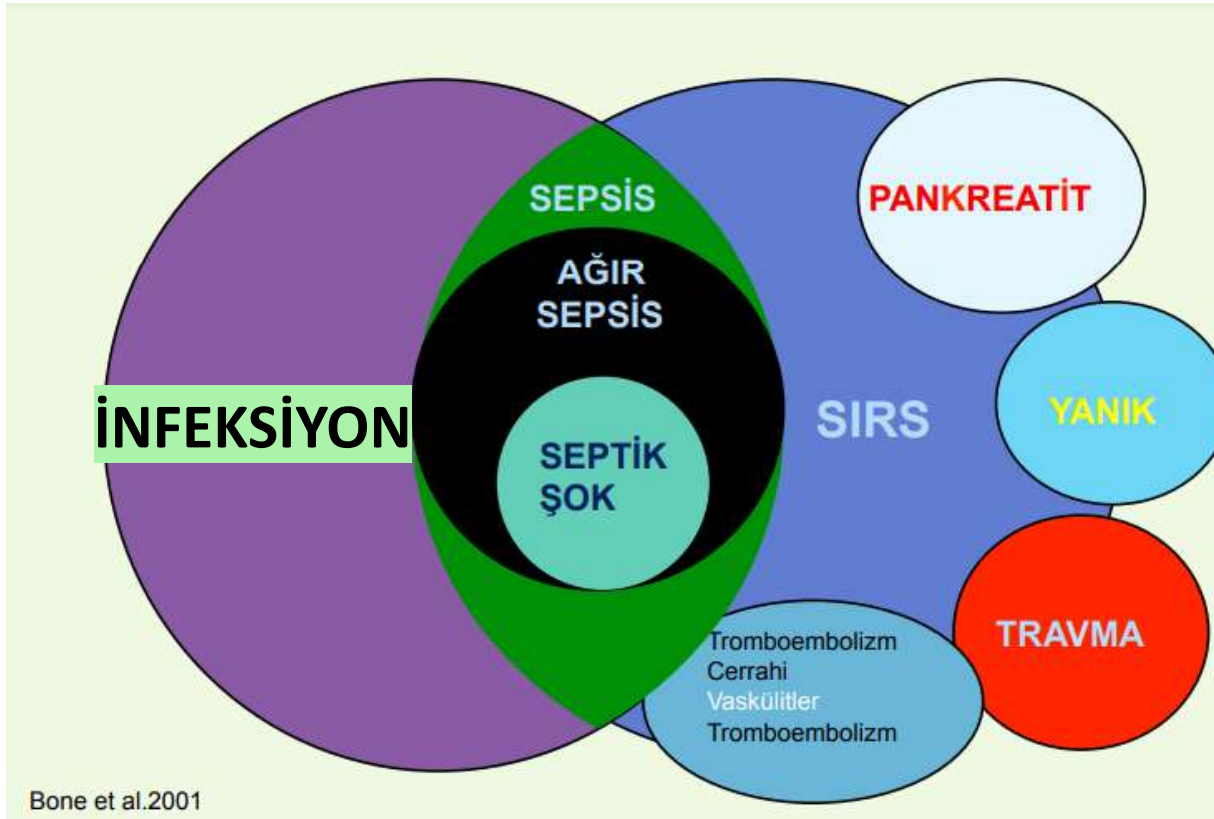 SEPSİS
AĞIR
SEPSİS
SEPTİK
ŞOK
İNFEKSİYON
SIRS
PANKREATİT
YANIK
TRAVMA
Tromboembolizm
Cerrahi
Vaskülitler
Tromboembolizm
Bone et al.2001